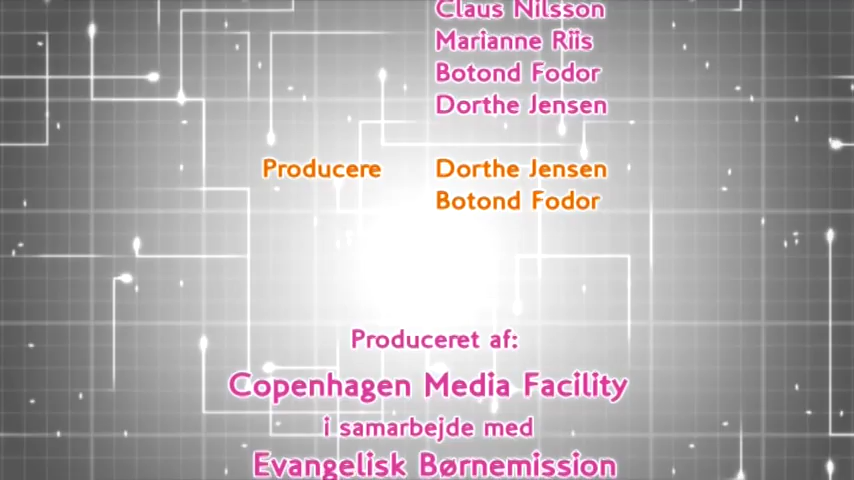 Claus Nilsson
Marianne Riis
Botond Fodor
Dorthe Jensen
Producere Dorthe Jensen
Botond Fodor
Produceret af:
Copenhagen Media Facility
i samarbejde med
Evangelisk Børnemission